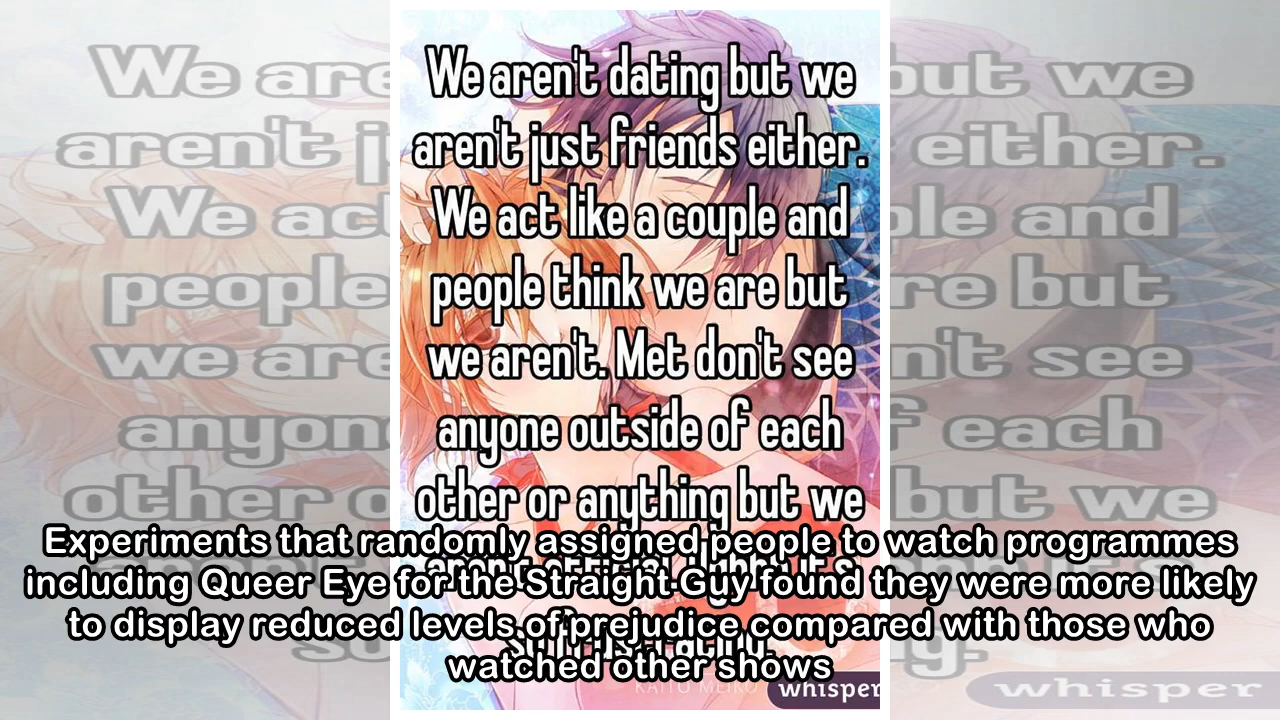 We aren't dating but we
aren't just friends either.
We act like a couple and
people think we are but
we aren't. Met don't see
anyone outside of each
other or anything but we
Experiments that randomly assigned people to watch programmes
including Queer Eye for the Straight Guy found they were more likely
to display reduced levels of prejudice compared with those who
watched other shows
KAITO MEIKO
whisper